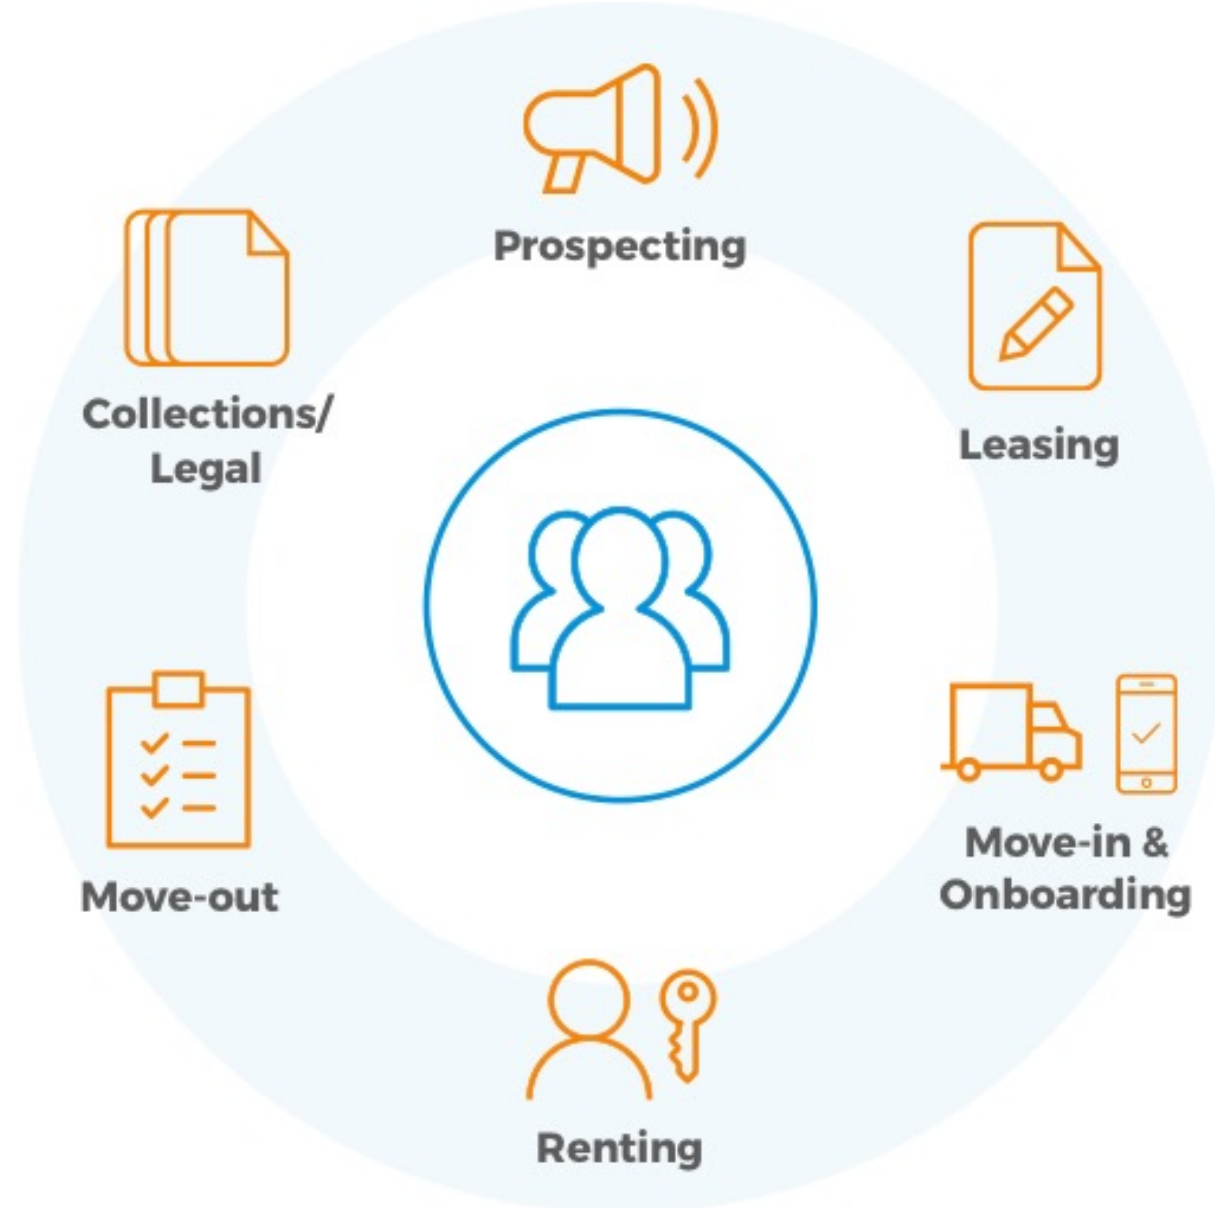 Prospecting
Leasing
Move-in &
Onboarding
Renting
Move-out
Collections/
Legal